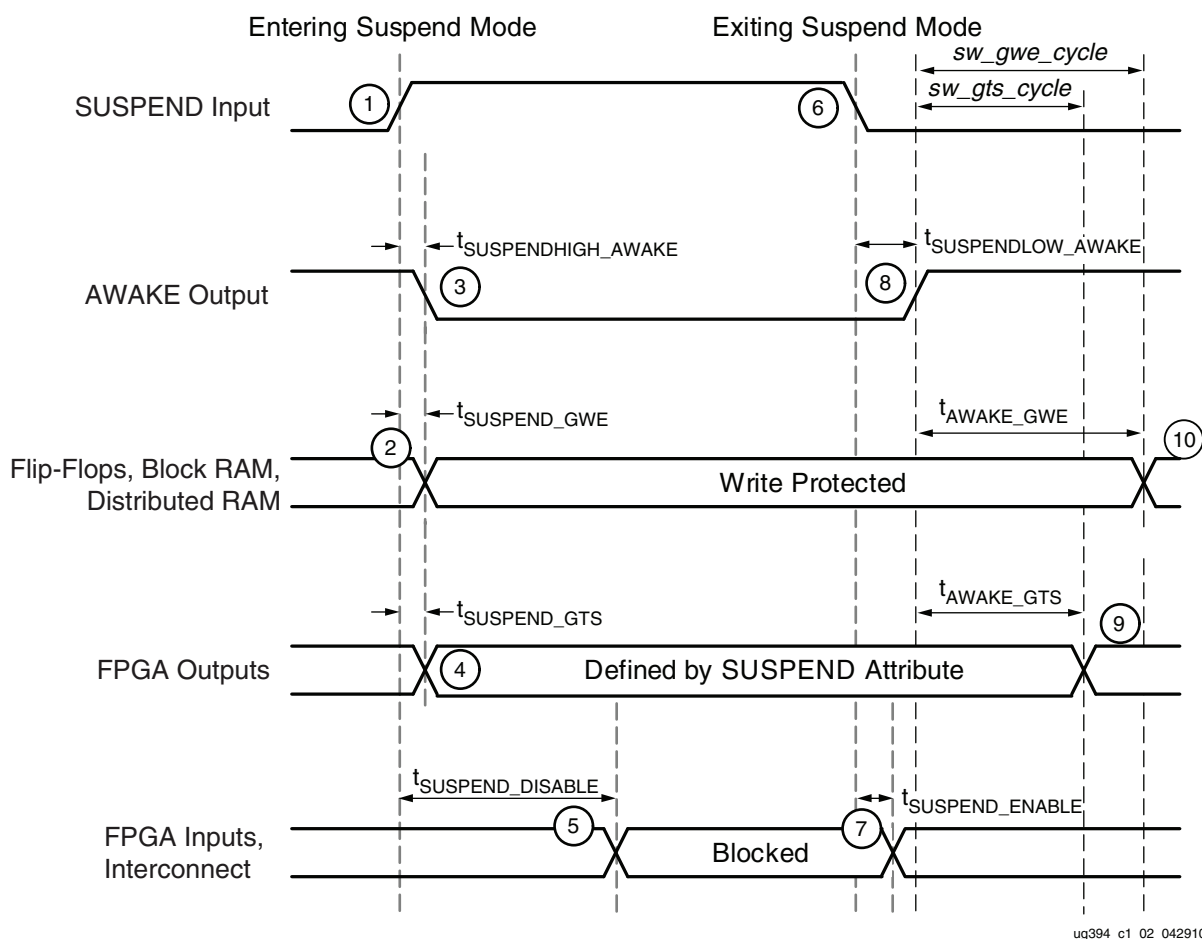 Entering Suspend Mode
Exiting Suspend Mode
sw_gwe_cycle
sw_gts_cycle
SUSPEND Input
1
6
tSUSPENDHIGH_AWAKE
tSUSPENDLOW_AWAKE
AWAKE Output
3
8
tSUSPEND_GWE
tAWAKE_GWE
2
10
Flip-Flops, Block RAM,
Distributed RAM
Write Protected
tSUSPEND_GTS
tAWAKE_GTS
9
FPGA Outputs
4
Defined by SUSPEND Attribute
tSUSPEND_DISABLE
tSUSPEND_ENABLE
5
7
FPGA Inputs,
Interconnect
Blocked
ug394_c1_02_042910